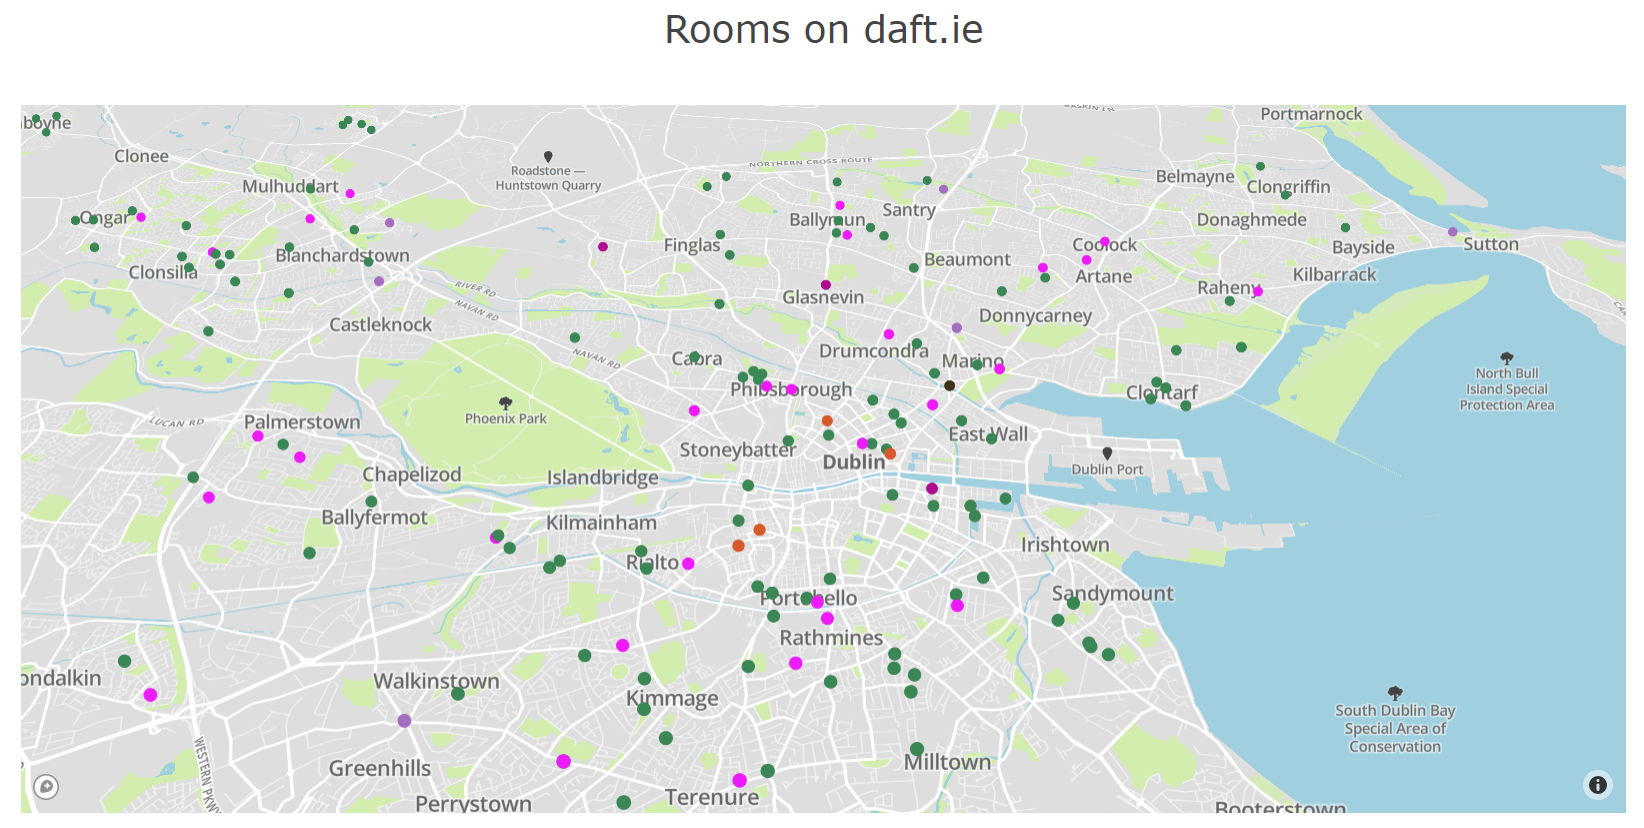 Rooms on daft.ie
BASKIN LN
Portmarnock
boyne
Clonee
Roadstone —
Huntstown Quarry
NORTHERN CROSS ROUTE
Belmayne
Clongriffin
Mulhuddart
Ongar
Ballymun
Santry
Donaghmede
Finglas
Coolock
Bayside
Sutton
Blanchardstown
Beaumont
Clonsilla
Artane
Kilbarrack
RIVER RD
NAVAN RD
Glasnevin
Raheny
Castleknock
Donnycarney
NAVAN RD
Cabra
Drumcondra
Marino
North Bull
Island Special
Protection Area
Phibsborough
Clontarf
Phoenix Park
LUCAN RD
Palmerstown
Stoneybatter
East Wall
Dublin
Dublin Port
Chapelizod
Islandbridge
Ballyfermot
Kilmainham
Irishtown
Rialto
Portobello
Sandymount
Rathmines
ondalkin
Walkinstown
Kimmage
South Dublin Bay
Special Area of
Conservation
WESTERN PKWY
Greenhills
Milltown
Perrystown
Terenure
Booterstown